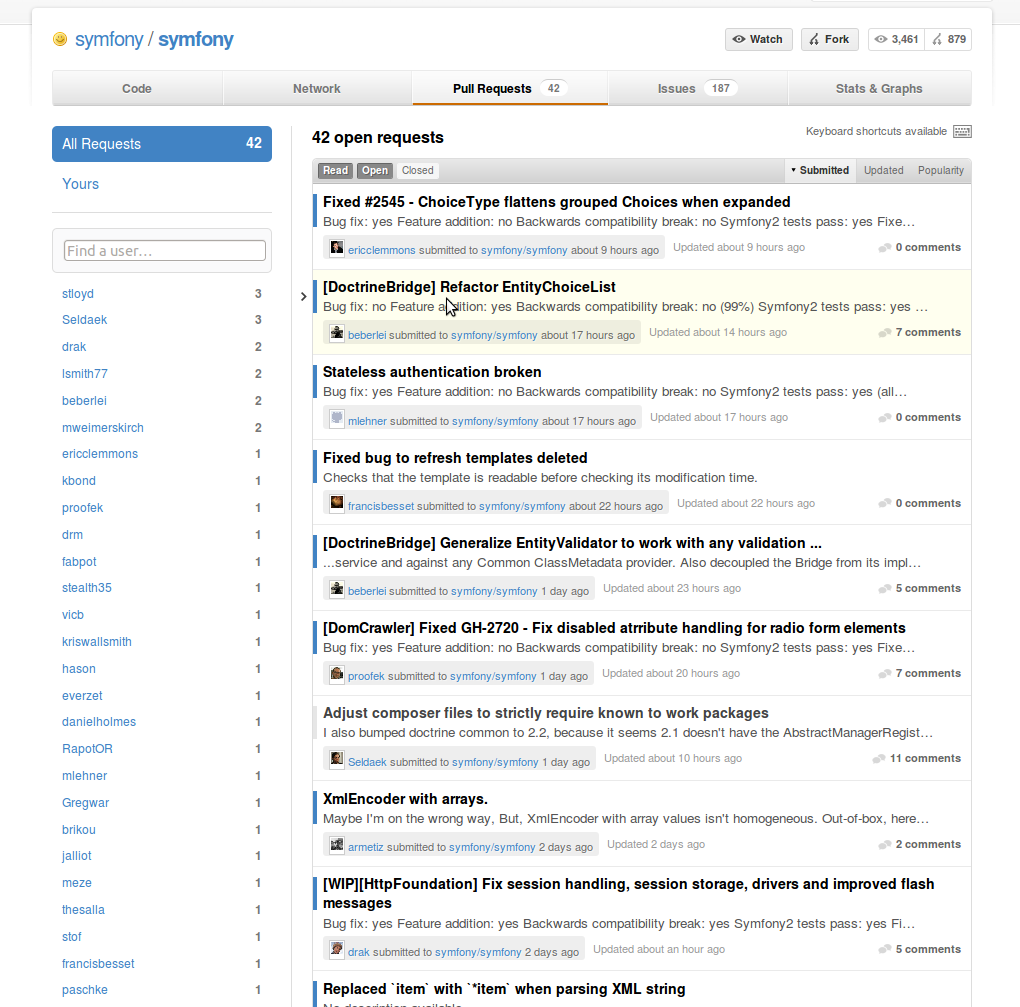 symfony / symfony
Watch Fork 3,461 879
Code Network Pull Requests 42 Issues 187 Stats & Graphs
All Requests 42
Yours
Find a user…
stloyd 3
Seldaek 3
drak 2
lsmith77 2
beberlei 2
mweimerskirch 2
ericclemmons 1
kbond 1
proofek 1
drm 1
fabpot 1
stealth35 1
vicb 1
kriswallsmith 1
hason 1
everzet 1
danielholmes 1
RapotOR 1
mlehner 1
Gregwar 1
brikou 1
jalliot 1
meze 1
thesalla 1
stof 1
francisbesset 1
paschke 1
42 open requests
Keyboard shortcuts available
Read Open Closed Submitted Updated Popularity
Fixed #2545 - ChoiceType flattens grouped Choices when expanded
Bug fix: yes Feature addition: no Backwards compatibility break: no Symfony2 tests pass: yes Fixe…
ericclemmons submitted to symfony/symfony about 9 hours ago Updated about 9 hours ago 0 comments
[DoctrineBridge] Refactor EntityChoiceList
Bug fix: no Feature addition: yes Backwards compatibility break: no (99%) Symfony2 tests pass: yes …
beberlei submitted to symfony/symfony about 17 hours ago Updated about 14 hours ago 7 comments
Stateless authentication broken
Bug fix: yes Feature addition: no Backwards compatibility break: no Symfony2 tests pass: yes (all…
mlehner submitted to symfony/symfony about 17 hours ago Updated about 17 hours ago 0 comments
Fixed bug to refresh templates deleted
Checks that the template is readable before checking its modification time.
francisbesset submitted to symfony/symfony about 22 hours ago Updated about 22 hours ago 0 comments
[DoctrineBridge] Generalize EntityValidator to work with any validation ...
...service and against any Common ClassMetadata provider. Also decoupled the Bridge from its impl…
beberlei submitted to symfony/symfony 1 day ago Updated about 23 hours ago 5 comments
[DomCrawler] Fixed GH-2720 - Fix disabled atrribute handling for radio form elements
Bug fix: yes Feature addition: no Backwards compatibility break: no Symfony2 tests pass: yes Fixe…
proofek submitted to symfony/symfony 1 day ago Updated about 20 hours ago 7 comments
Adjust composer files to strictly require known to work packages
I also bumped doctrine common to 2.2, because it seems 2.1 doesn't have the AbstractManagerRegist…
Seldaek submitted to symfony/symfony 1 day ago Updated about 10 hours ago 11 comments
XmlEncoder with arrays.
Maybe I'm on the wrong way, But, XmlEncoder with array values isn't homogeneous. Out-of-box, here…
armetiz submitted to symfony/symfony 2 days ago Updated 2 days ago 2 comments
[WIP][HttpFoundation] Fix session handling, session storage, drivers and improved flash
messages
Bug fix: yes Feature addition: yes Backwards compatibility break: yes Symfony2 tests pass: yes Fi…
drak submitted to symfony/symfony 2 days ago Updated about an hour ago 5 comments
Replaced `item` with `*item` when parsing XML string
No description available